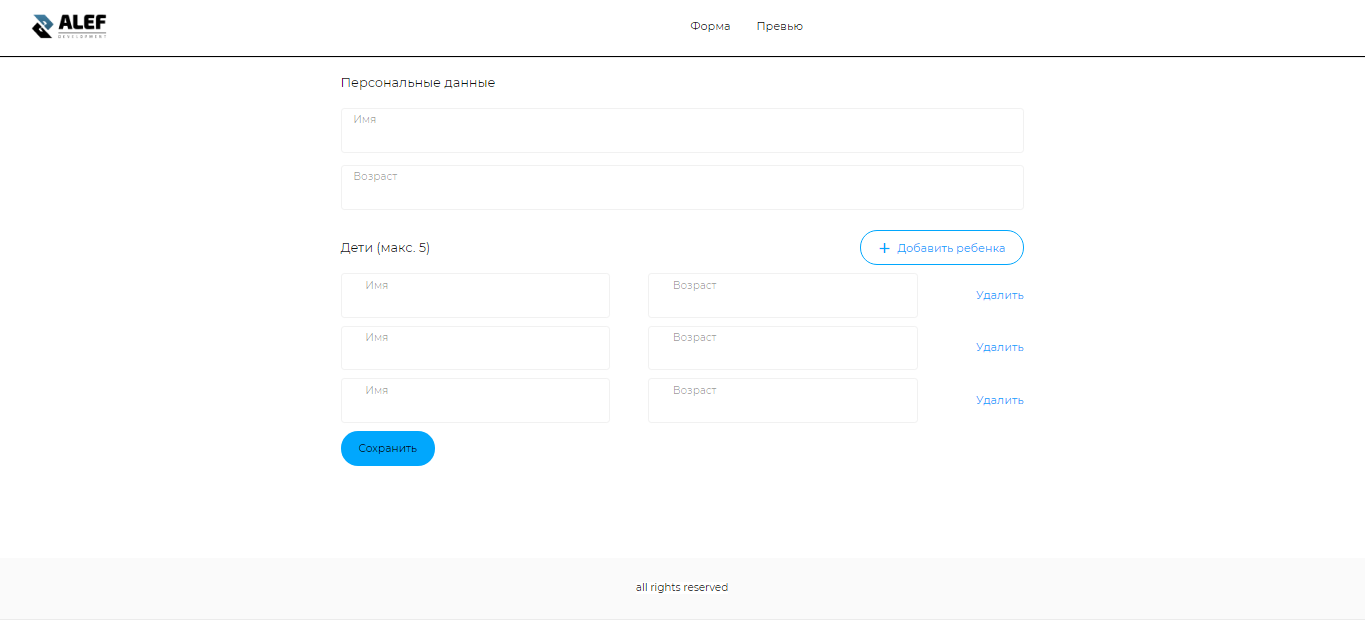 ALEF
DEVELOPMENT
Форма Превью
Персональные данные
Имя
Возраст
Дети (макс. 5)
+ Добавить ребенка
Имя Возраст Удалить
Имя Возраст Удалить
Имя Возраст Удалить
Сохранить
all rights reserved